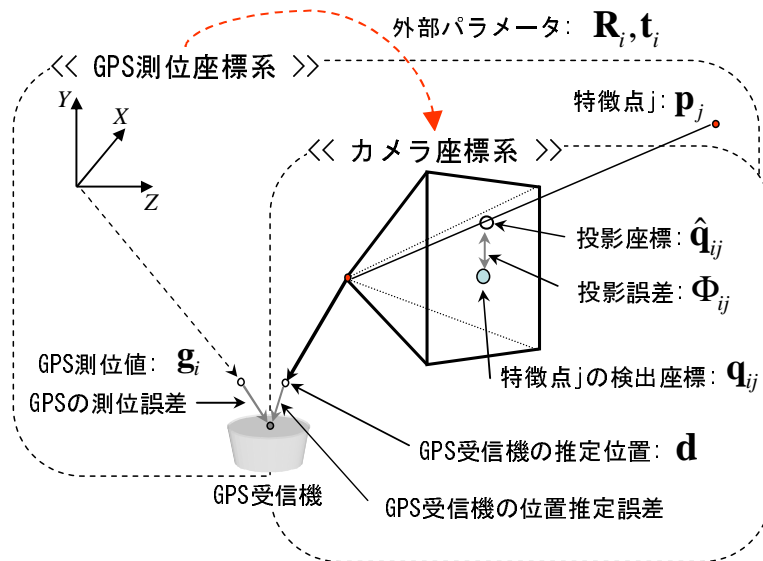 外部パラメータ: R_i, t_i
<< GPS測位座標系 >>
Y
X
Z
特徴点j: p_j
<< カメラ座標系 >>
投影座標: q̂_ij
投影誤差: Φ_ij
特徴点jの検出座標: q_ij
GPS測位値: g_i
GPSの測位誤差
GPS受信機の推定位置: d
GPS受信機
GPS受信機の位置推定誤差